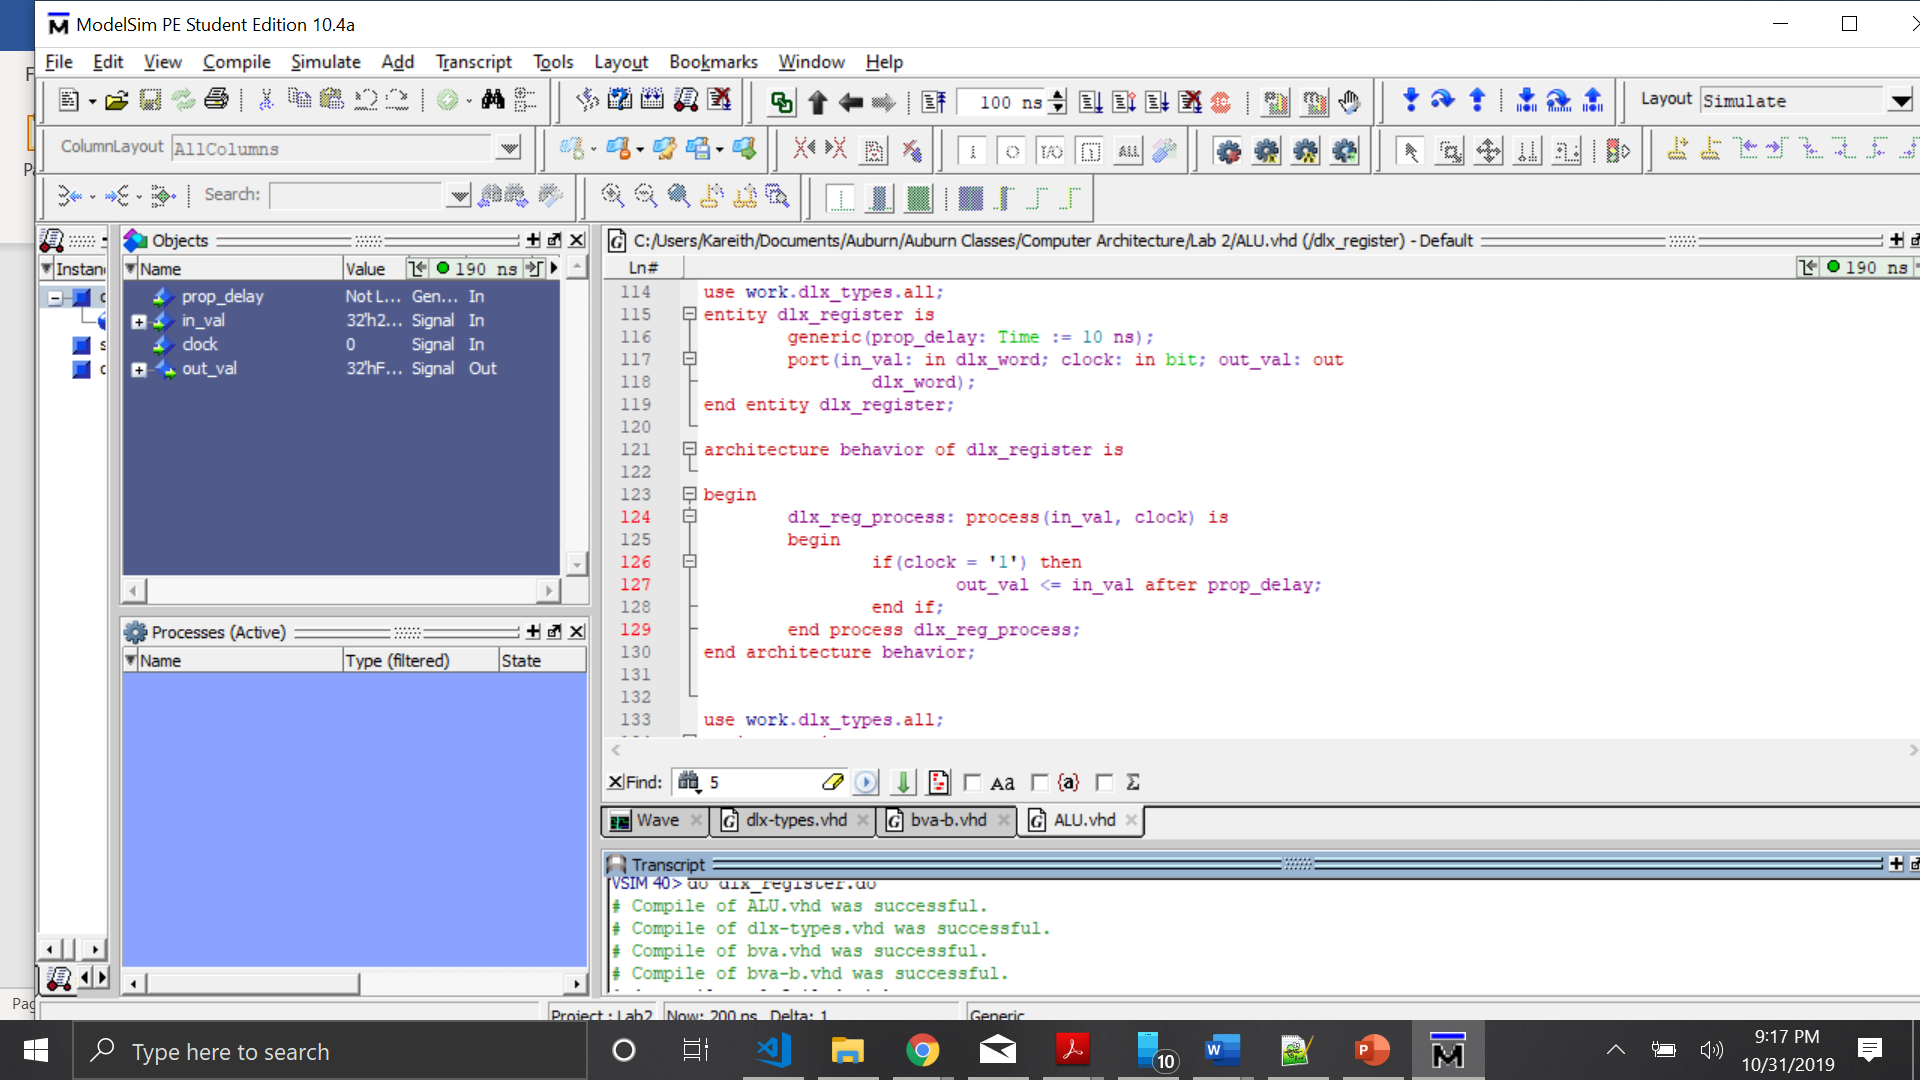 ModelSim PE Student Edition 10.4a
File Edit View Compile Simulate Add Transcript Tools Layout Bookmarks Window Help
100 ns
Layout Simulate
ColumnLayout AllColumns
Search:
Instan
Objects
Name Value 190 ns
prop_delay Not L... Gen... In
in_val 32'h2... Signal In
clock 0 Signal In
out_val 32'hF... Signal Out
Processes (Active)
Name Type (filtered) State
C:/Users/Kareith/Documents/Auburn/Auburn Classes/Computer Architecture/Lab 2/ALU.vhd (/dlx_register) - Default
Ln# 190 ns
114 use work.dlx_types.all;
115 entity dlx_register is
116 generic(prop_delay: Time := 10 ns);
117 port(in_val: in dlx_word; clock: in bit; out_val: out
118 dlx_word);
119 end entity dlx_register;
120
121 architecture behavior of dlx_register is
122
123 begin
124 dlx_reg_process: process(in_val, clock) is
125 begin
126 if(clock = '1') then
127 out_val <= in_val after prop_delay;
128 end if;
129 end process dlx_reg_process;
130 end architecture behavior;
131
132
133 use work.dlx_types.all;
Find: 5
Wave dlx-types.vhd bva-b.vhd ALU.vhd
Transcript
VSIM 40> do dlx_register.do
# Compile of ALU.vhd was successful.
# Compile of dlx-types.vhd was successful.
# Compile of bva.vhd was successful.
# Compile of bva-b.vhd was successful.
Project : Lab2 Now: 200 ns Delta: 1 Generic
Type here to search
10
9:17 PM
10/31/2019